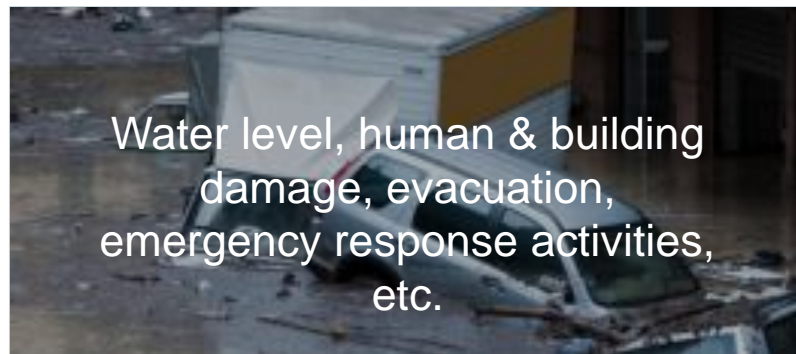 Water level, human & building
damage, evacuation,
emergency response activities,
etc.